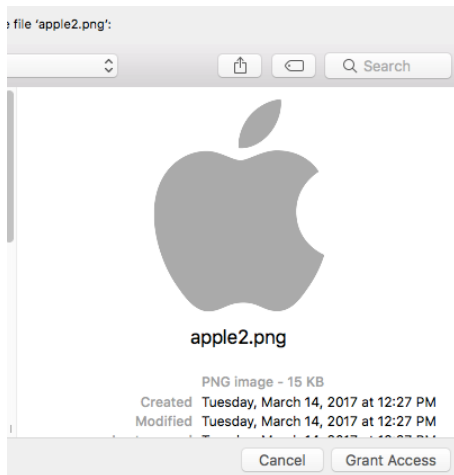 e file 'apple2.png':
Search
apple2.png
PNG image - 15 KB
Created Tuesday, March 14, 2017 at 12:27 PM
Modified Tuesday, March 14, 2017 at 12:27 PM
Cancel Grant Access